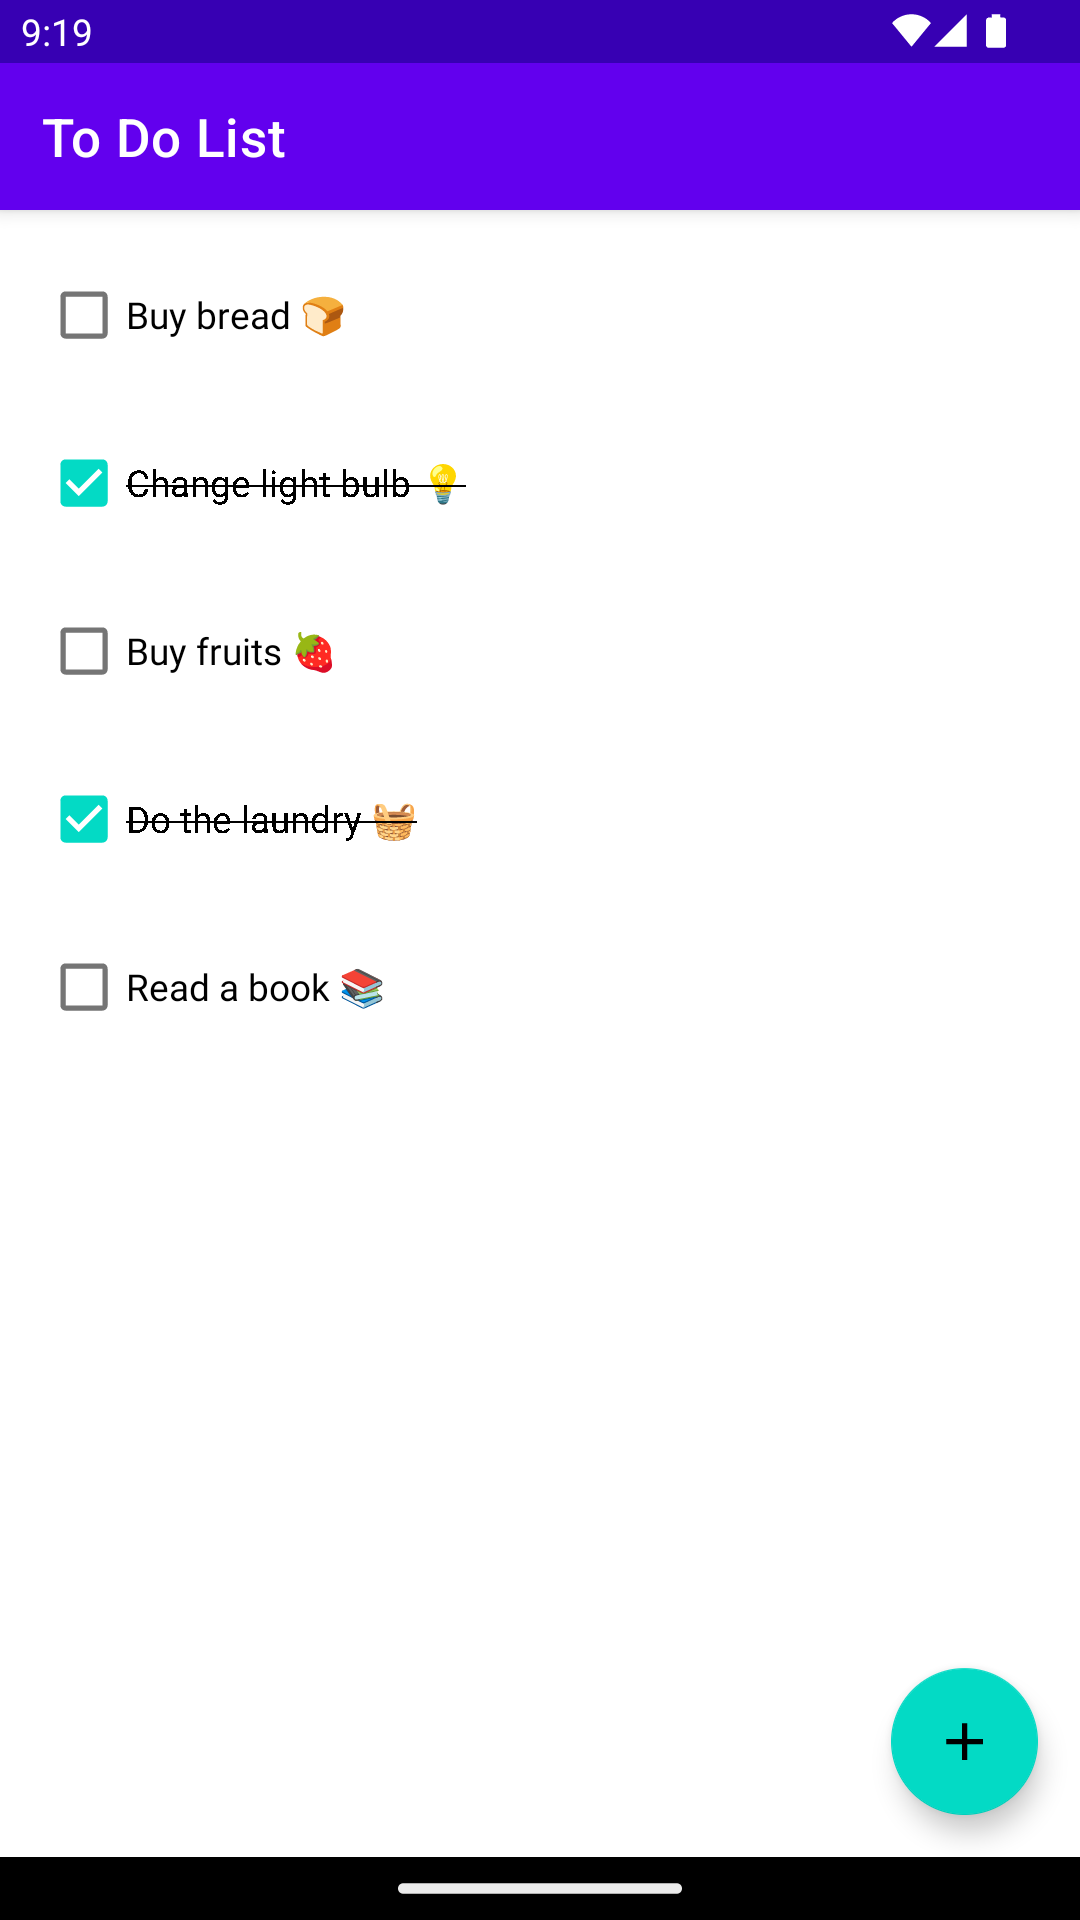 9:19
To Do List
Buy bread 🍞
Change light bulb 💡
Buy fruits 🍓
Do the laundry 🧺
Read a book 📚